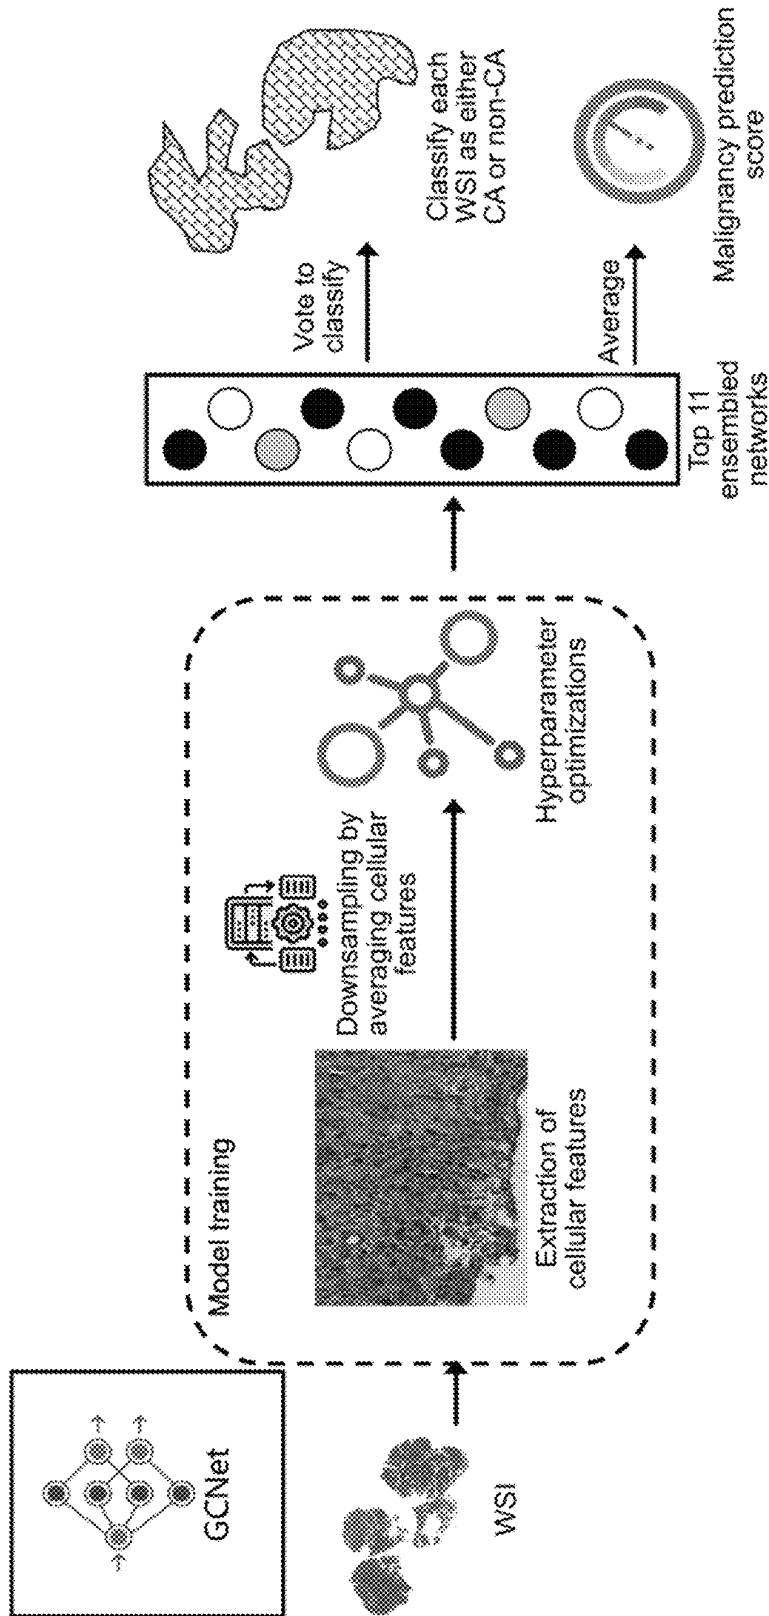 GCNet
WSI
Model training
Extraction of
cellular features
Downsampling by
averaging cellular
features
Hyperparameter
optimizations
Top 11
ensembled
networks
Vote to
classify
Average
Classify each
WSI as either
CA or non-CA
Malignancy prediction
score